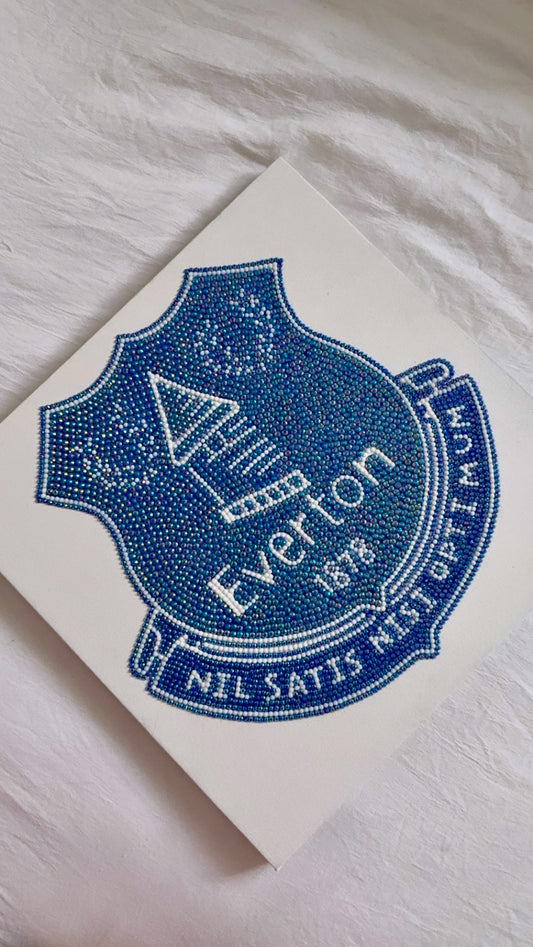 Everton
1878
NIL SATIS NISI OPTIMUM